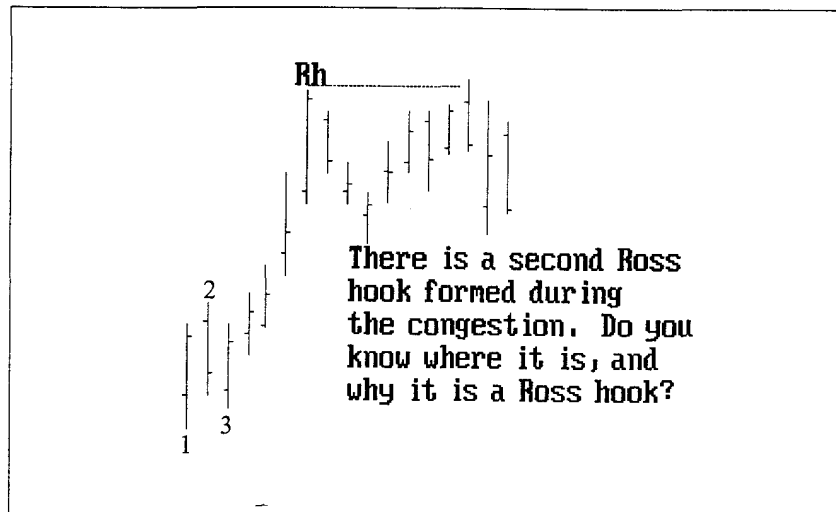 Rh
2
3
1
There is a second Ross
hook formed during
the congestion. Do you
know where it is, and
why it is a Ross hook?